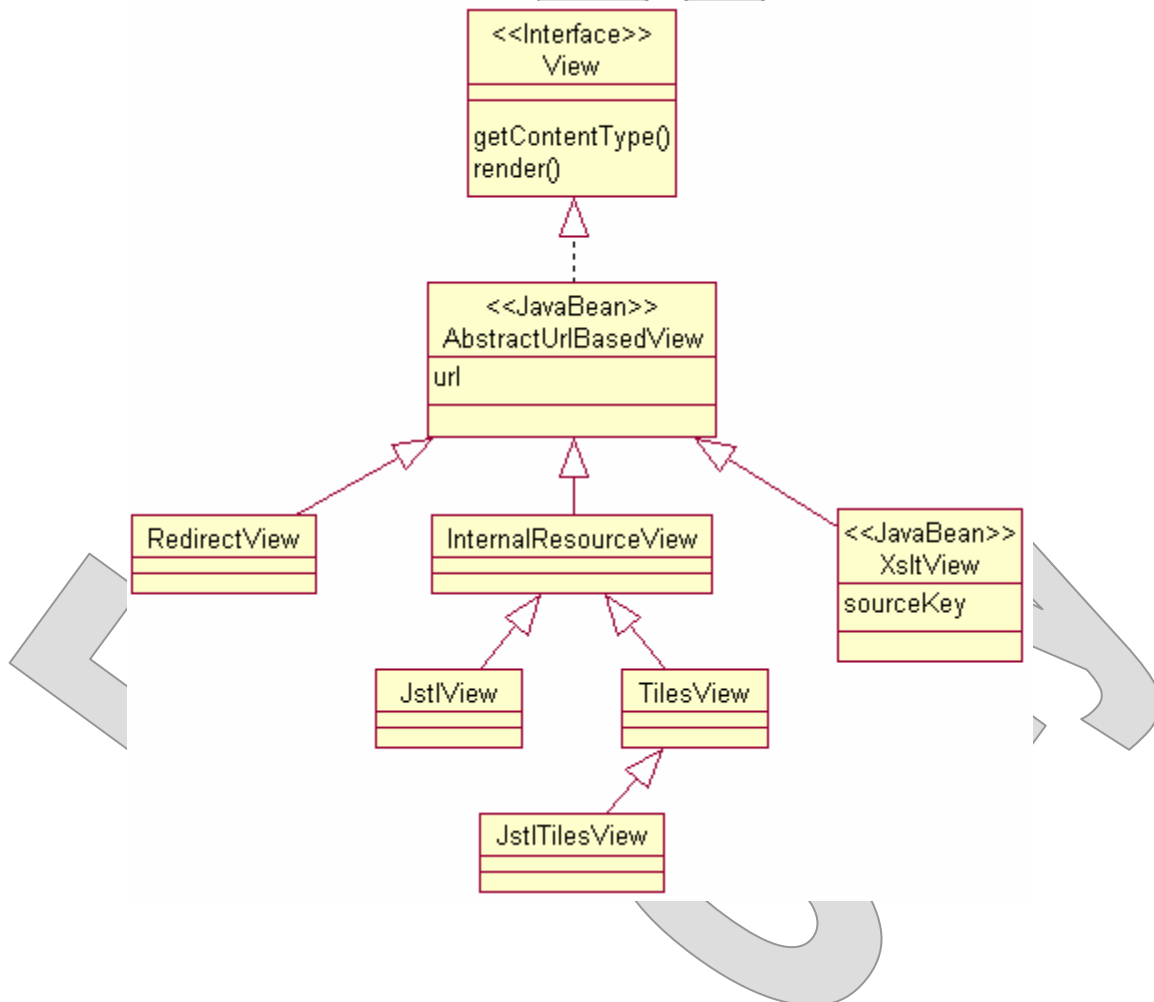 <<Interface>>
View
getContentType()
render()
<<JavaBean>>
AbstractUrlBasedView
url
RedirectView
InternalResourceView
<<JavaBean>>
XsltView
sourceKey
JstlView
TilesView
JstlTilesView